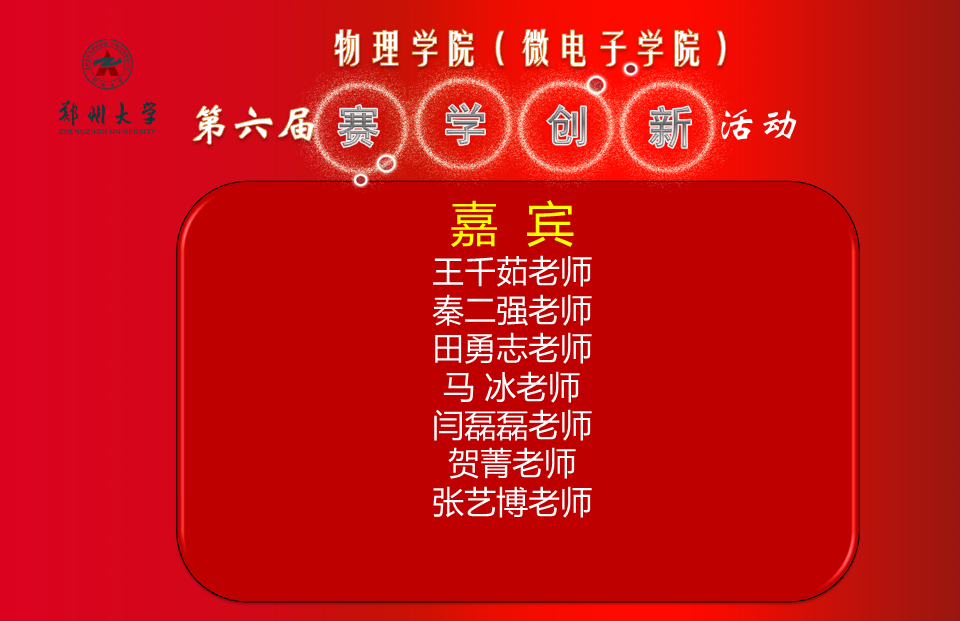 物理学院（微电子学院）
郑州大学
ZHENGZHOU UNIVERSITY
第六届赛学创新活动
嘉 宾
王千茹老师
秦二强老师
田勇志老师
马 冰老师
闫磊磊老师
贺菁老师
张艺博老师